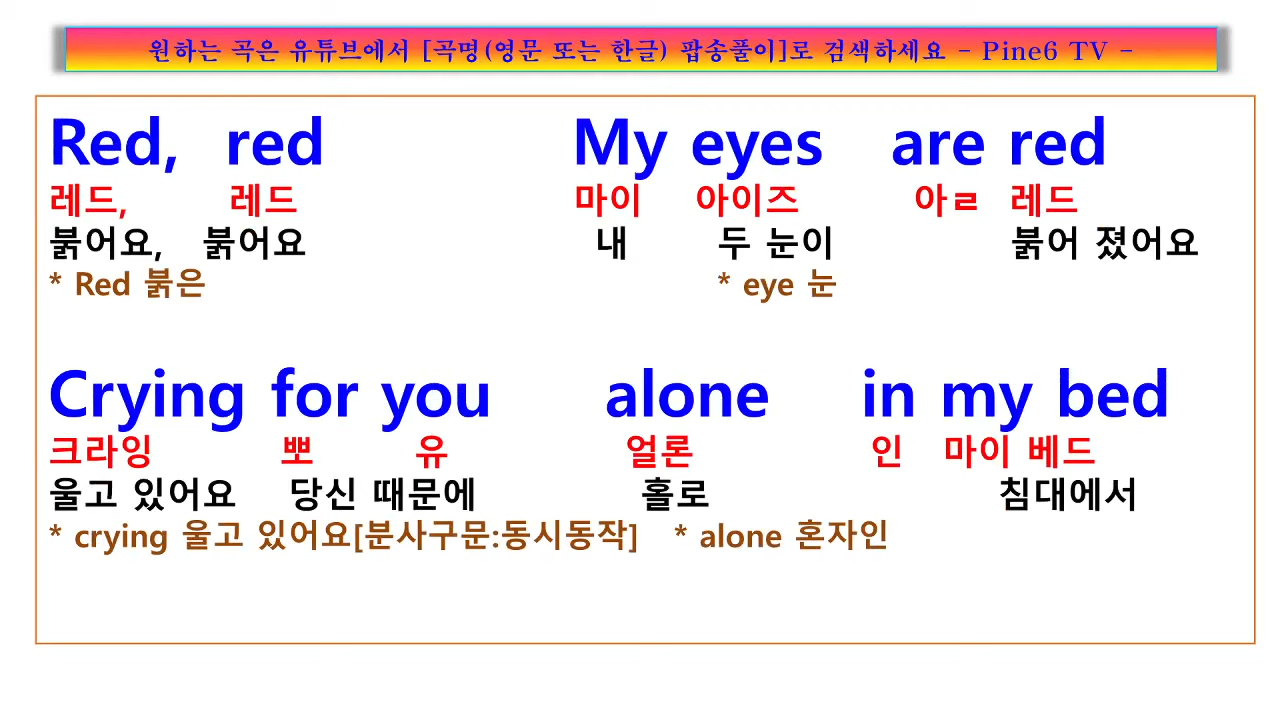 원하는 곡은 유튜브에서 [곡명(영문 또는 한글) 팝송풀이]로 검색하세요 - Pine6 TV -
Red, red My eyes are red
레드, 레드 마이 아이즈 아ㄹ 레드
붉어요, 붉어요 내 두 눈이 붉어 졌어요
* Red 붉은 * eye 눈
Crying for you alone in my bed
크라잉 뽀 유 얼론 인 마이 베드
울고 있어요 당신 때문에 홀로 침대에서
* crying 울고 있어요[분사구문:동시동작] * alone 혼자인